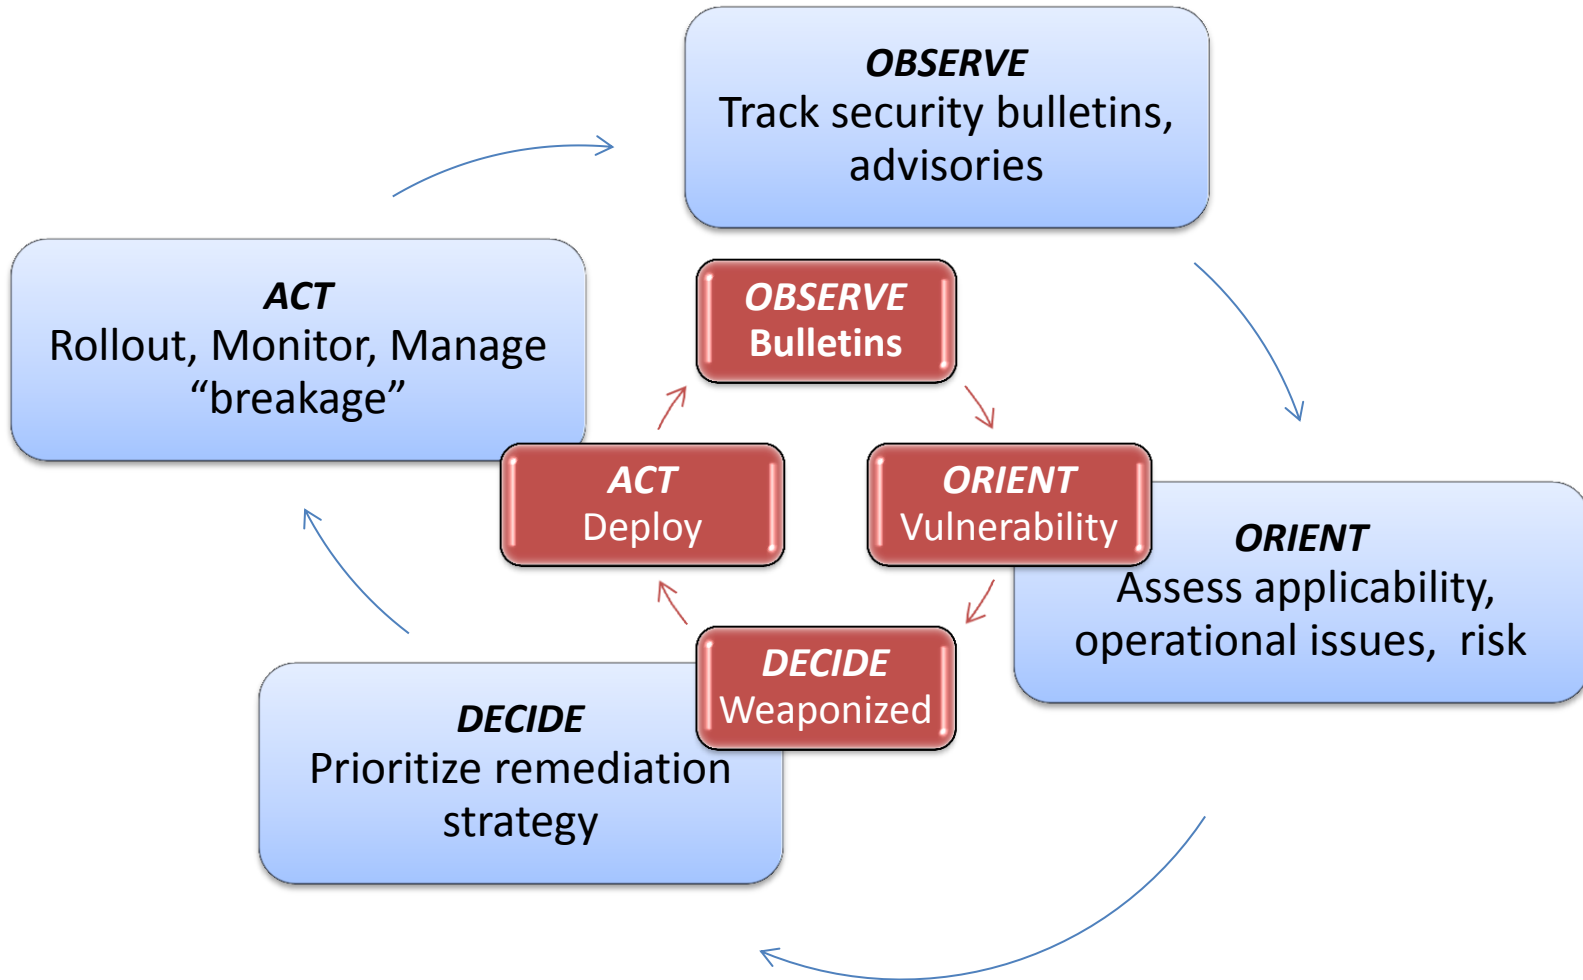 OBSERVE
Track security bulletins,
advisories
ACT
Rollout, Monitor, Manage
“breakage”
OBSERVE
Bulletins
ACT
Deploy
ORIENT
Vulnerability
ORIENT
Assess applicability,
operational issues,  risk
DECIDE
Weaponized
DECIDE
Prioritize remediation
strategy